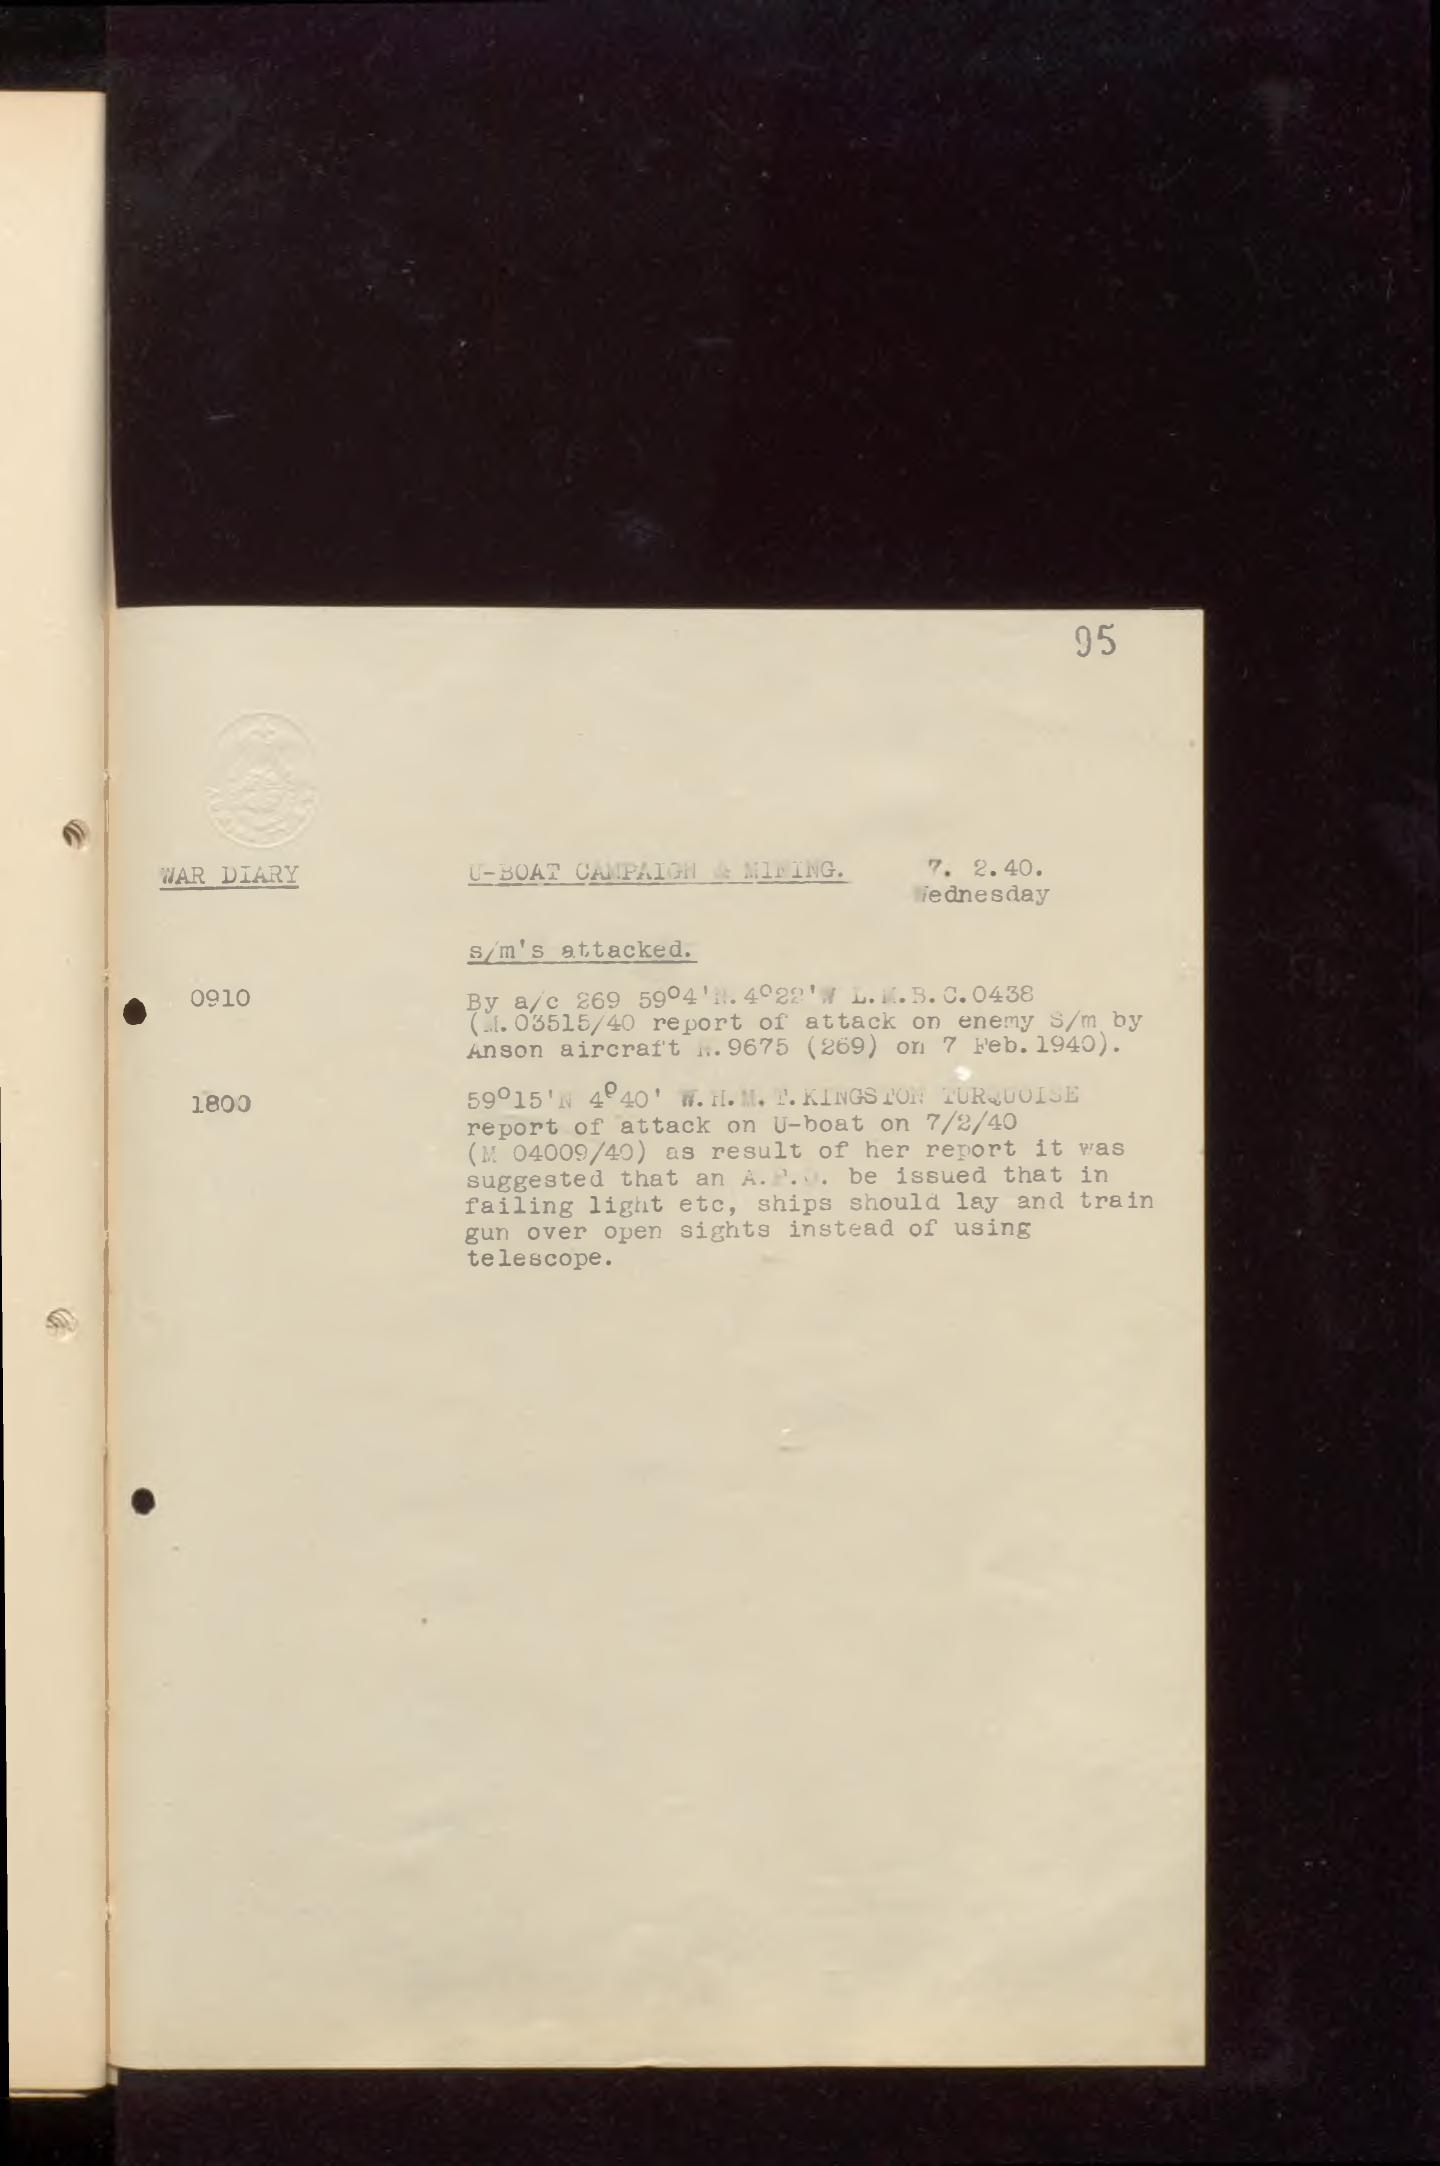 95
WAR DIARY U-BOAT CAMPAIGN & MINING. 7. 2.40.
Wednesday
s/m's attacked.
0910 By a/c 269 59°4'N.4°22'W L.M.B.C.0438
(M.03515/40 report of attack on enemy S/m by
Anson aircraft N.9675 (269) on 7 Feb.1940).
1800 59°15'N 4°40' W.H.M.T.KINGSTON TURQUOISE
report of attack on U-boat on 7/2/40
(M 04009/40) as result of her report it was
suggested that an be issued that in
failing light etc, ships should lay and train
gun over open sights instead of using
telescope.